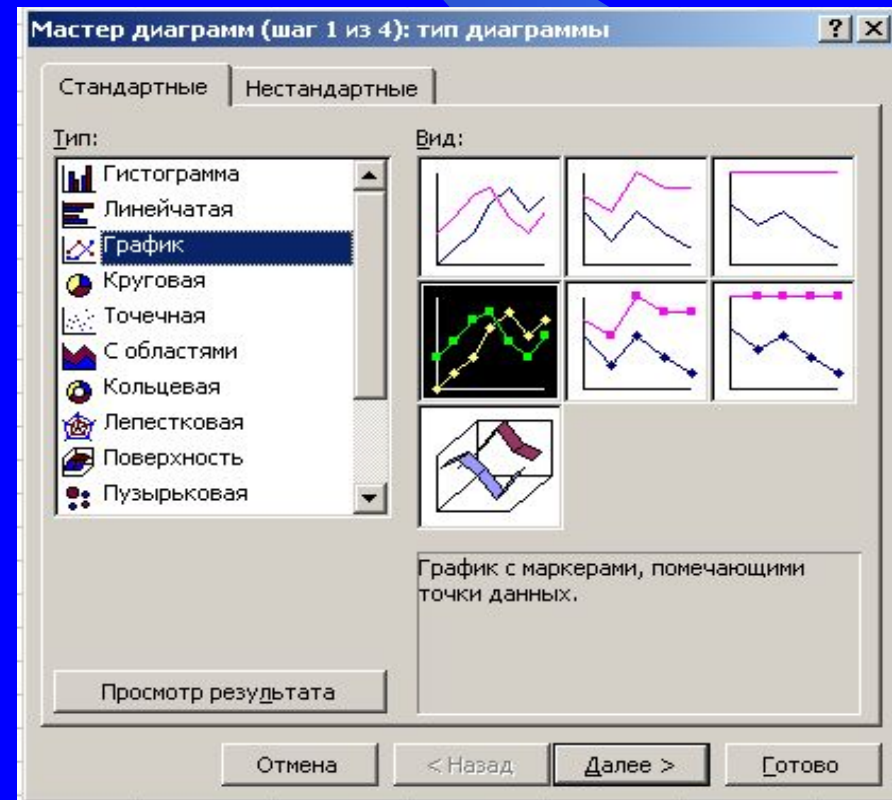 Мастер диаграмм (шаг 1 из 4): тип диаграммы
Стандартные
Нестандартные
Тип:
Гистограмма
Линейчатая
График
Круговая
Точечная
С областями
Кольцевая
Лепестковая
Поверхность
Пузырьковая
Вид:
График с маркерами, помечающими
точки данных.
Просмотр результата
Отмена
< Назад
Далее >
Готово